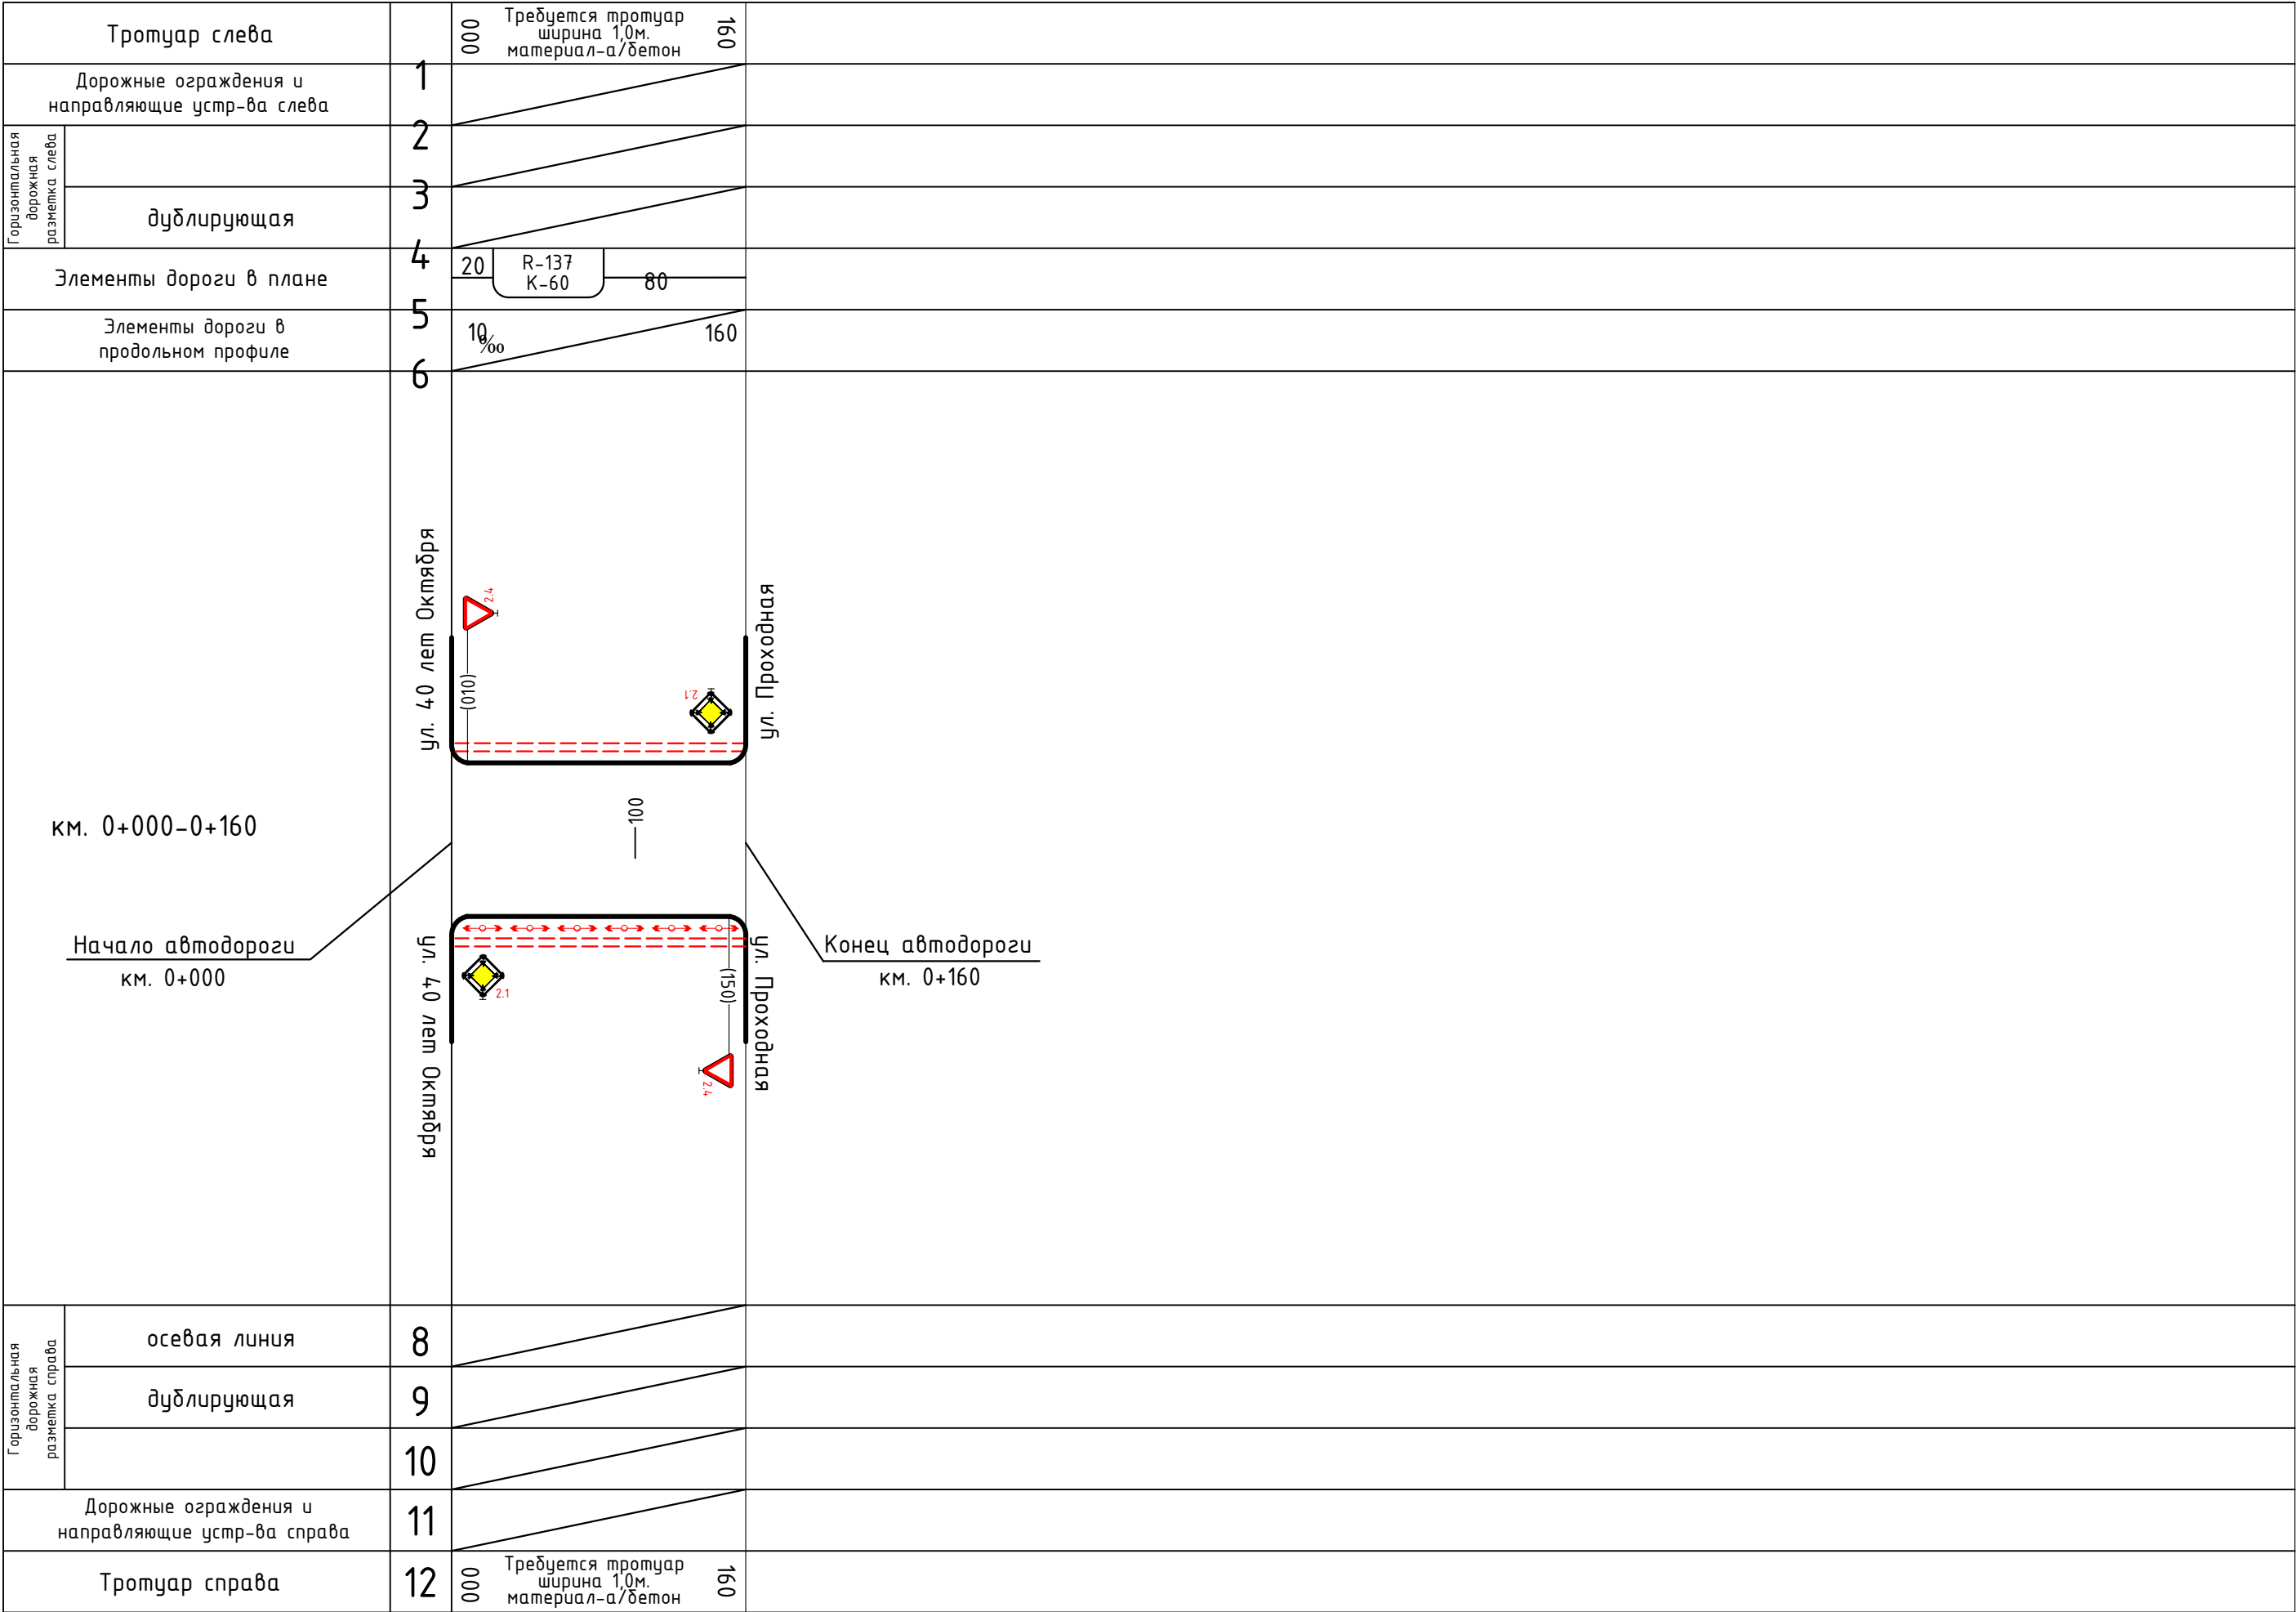 Тротуар слева
000
Требуется тротуар
ширина 1,0м.
материал-а/бетон
160
1
Дорожные ограждения и
направляющие устр-ва слева
2
Горизонтальная
дорожная
разметка слева
3
дублирующая
4
Элементы дороги в плане
20
R-137
K-60
80
5
Элементы дороги в
продольном профиле
10
‰
160
6
ул. 40 лет Октября
2.4
(010)
2.1
ул. Проходная
100
км. 0+000-0+160
Начало автодороги
км. 0+000
ул. 40 лет Октября
2.1
(150)
2.4
ул. Проходная
Конец автодороги
км. 0+160
Горизонтальная
дорожная
разметка справа
осевая линия
8
дублирующая
9
10
Дорожные ограждения и
направляющие устр-ва справа
11
Тротуар справа
12
000
Требуется тротуар
ширина 1,0м.
материал-а/бетон
160